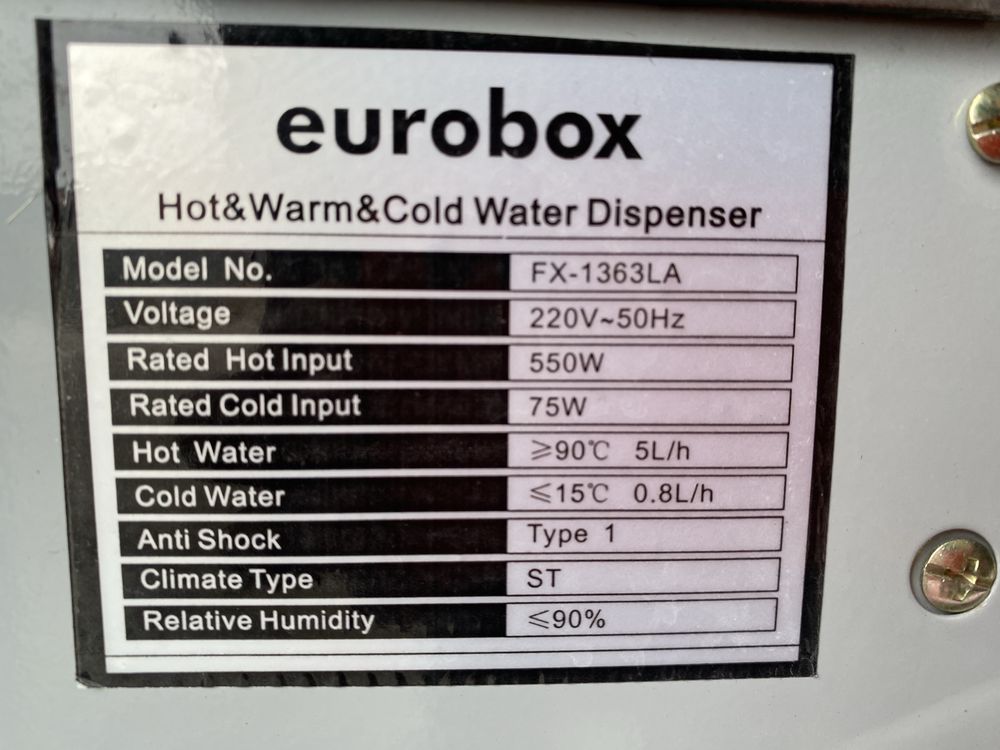 eurobox
Hot&Warm&Cold Water Dispenser
Model No. FX-1363LA
Voltage 220V~50Hz
Rated Hot Input 550W
Rated Cold Input 75W
Hot Water ≥90℃ 5L/h
Cold Water ≤15℃ 0.8L/h
Anti Shock Type 1
Climate Type ST
Relative Humidity ≤90%